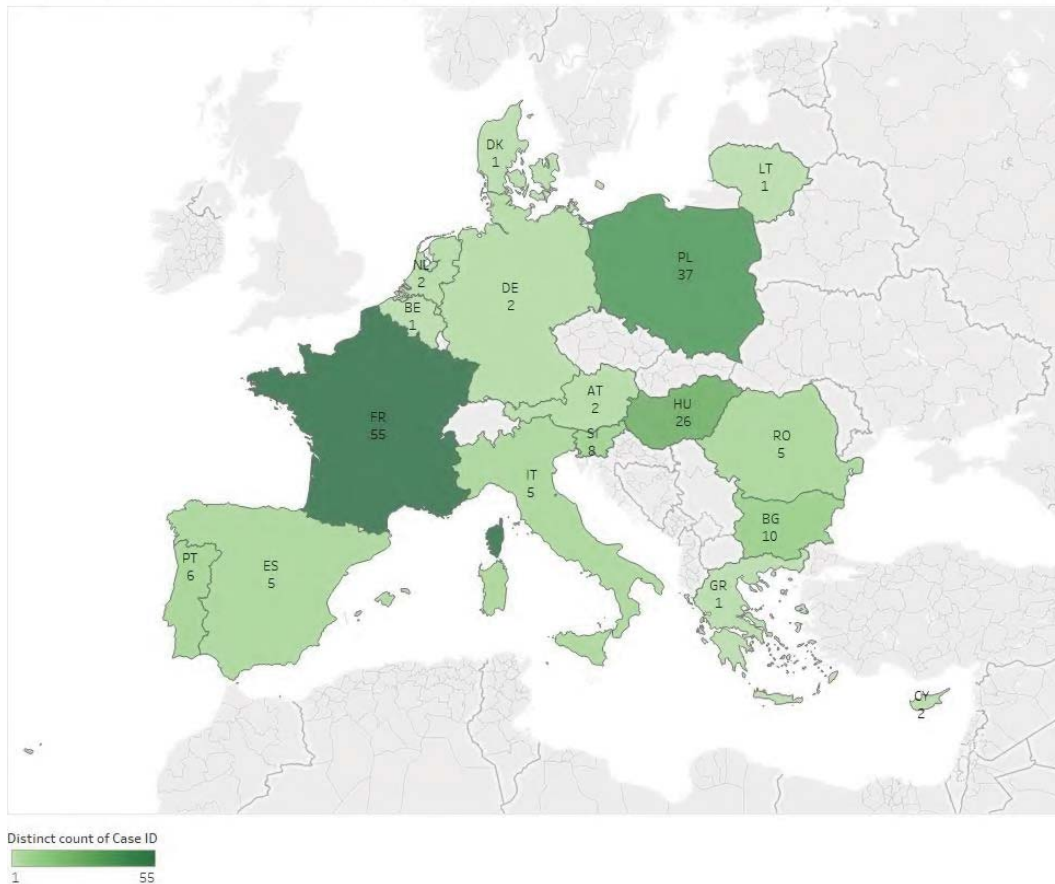 DK
1
LT
1
PL
37
NL
2
DE
2
BE
1
AT
2
HU
26
FR
55
SI
8
RO
5
IT
5
BG
10
PT
6
ES
5
GR
1
CY
2
Distinct count of Case ID
1 55